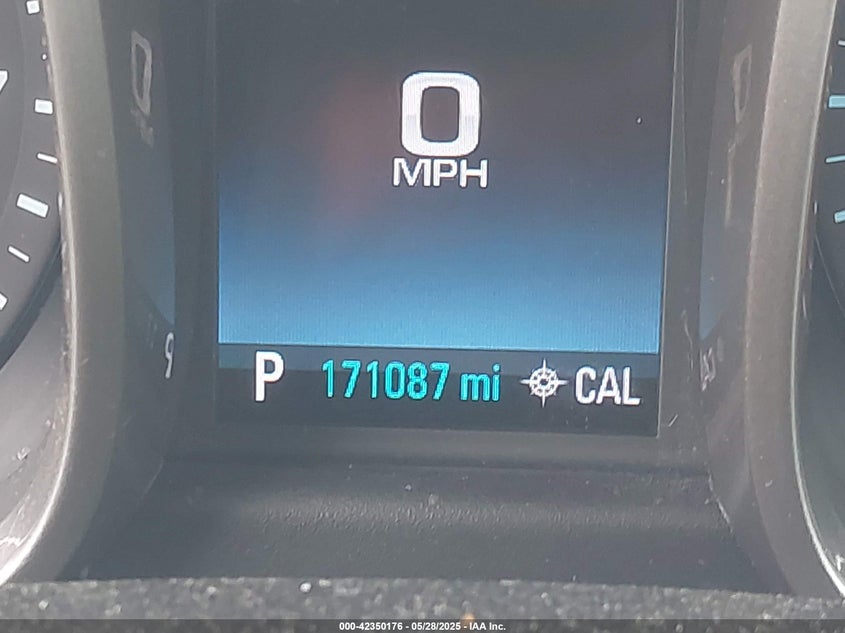 0
MPH
P 171087 mi CAL
000-42350176 - 05/28/2025 - IAA Inc.